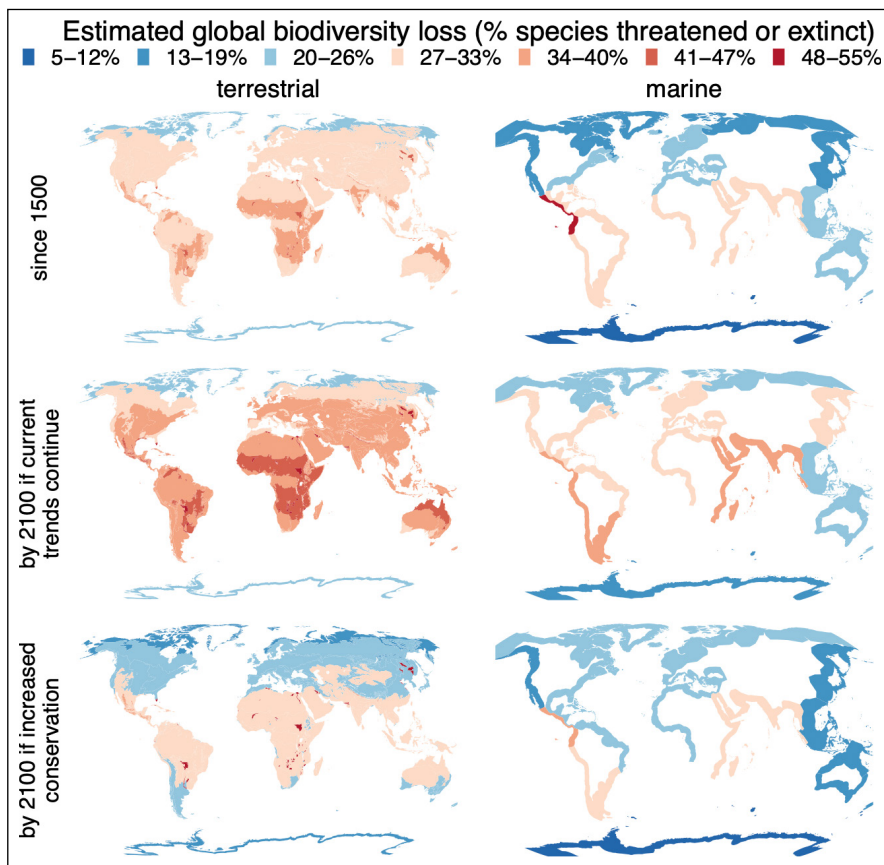 Estimated global biodiversity loss (% species threatened or extinct)
5–12% 13–19% 20–26% 27–33% 34–40% 41–47% 48–55%
terrestrial marine
since 1500
by 2100 if current
trends continue
by 2100 if increased
conservation